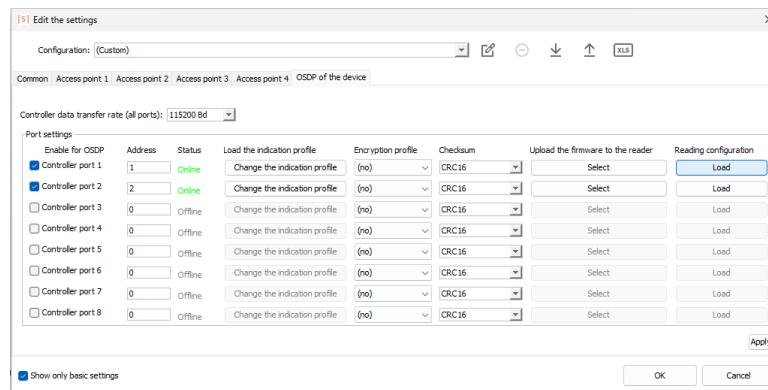 |S| Edit the settings
Configuration: (Custom) XLS
Common Access point 1 Access point 2 Access point 3 Access point 4 OSDP of the device
Controller data transfer rate (all ports): 115200 Bd
Port settings
Enable for OSDP Address Status Load the indication profile Encryption profile Checksum Upload the firmware to the reader Reading configuration
Controller port 1 1 Online Change the indication profile (no) CRC16 Select Load
Controller port 2 2 Online Change the indication profile (no) CRC16 Select Load
Controller port 3 0 Offline Change the indication profile (no) CRC16 Select Load
Controller port 4 0 Offline Change the indication profile (no) CRC16 Select Load
Controller port 5 0 Offline Change the indication profile (no) CRC16 Select Load
Controller port 6 0 Offline Change the indication profile (no) CRC16 Select Load
Controller port 7 0 Offline Change the indication profile (no) CRC16 Select Load
Controller port 8 0 Offline Change the indication profile (no) CRC16 Select Load
Apply
Show only basic settings OK Cancel